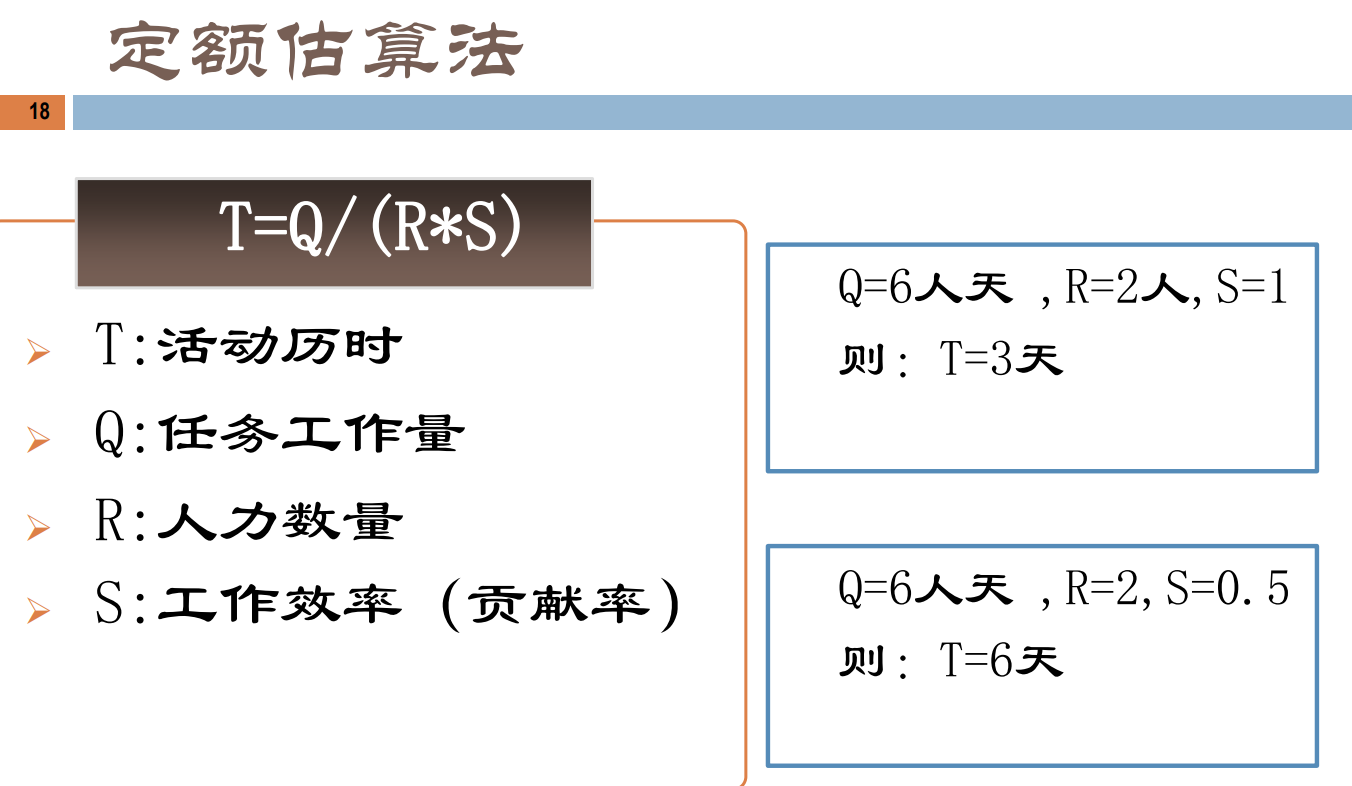 定额估算法
18
T=Q/(R*S)
T:活动历时
Q:任务工作量
R:人力数量
S:工作效率 (贡献率)
Q=6人天 ,R=2人,S=1
则: T=3天
Q=6人天 ,R=2,S=0.5
则: T=6天